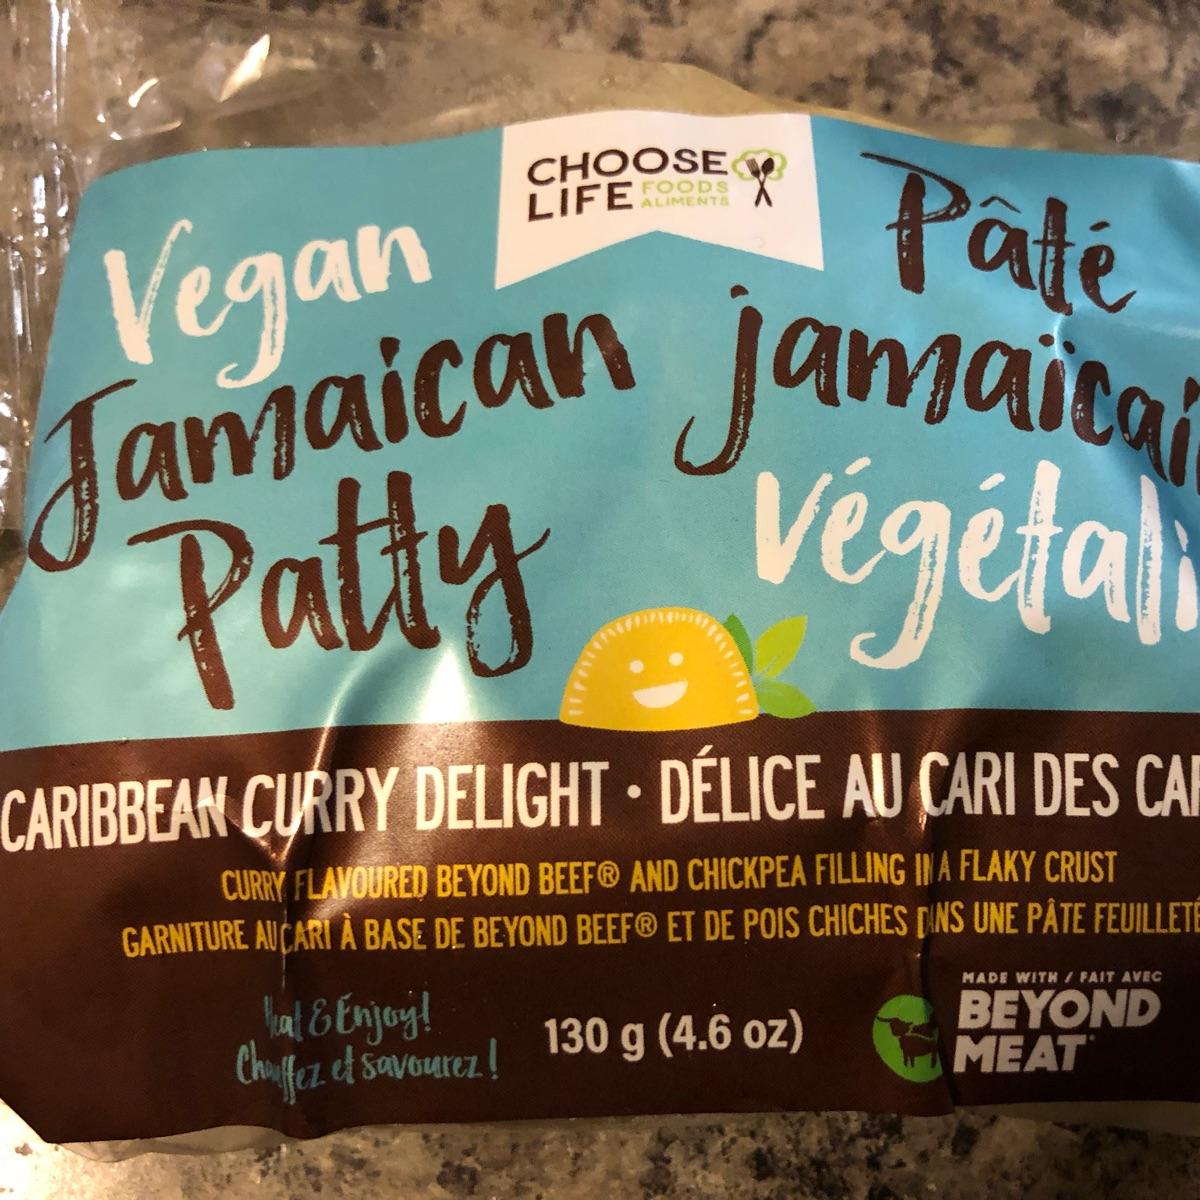 CHOOSE
LIFE FOODS
ALIMENTS
Vegan
Jamaican
Patty
Pâté
jamaïcai
végétali
CARIBBEAN CURRY DELIGHT • DÉLICE AU CARI DES CA
CURRY FLAVOURED BEYOND BEEF® AND CHICKPEA FILLING IN A FLAKY CRUST
GARNITURE AU CARI À BASE DE BEYOND BEEF® ET DE POIS CHICHES DANS UNE PÂTE FEUILLETÉ
Heat & Enjoy!
Chauffez et savourez !
130 g (4.6 oz)
MADE WITH / FAIT AVEC
BEYOND
MEAT